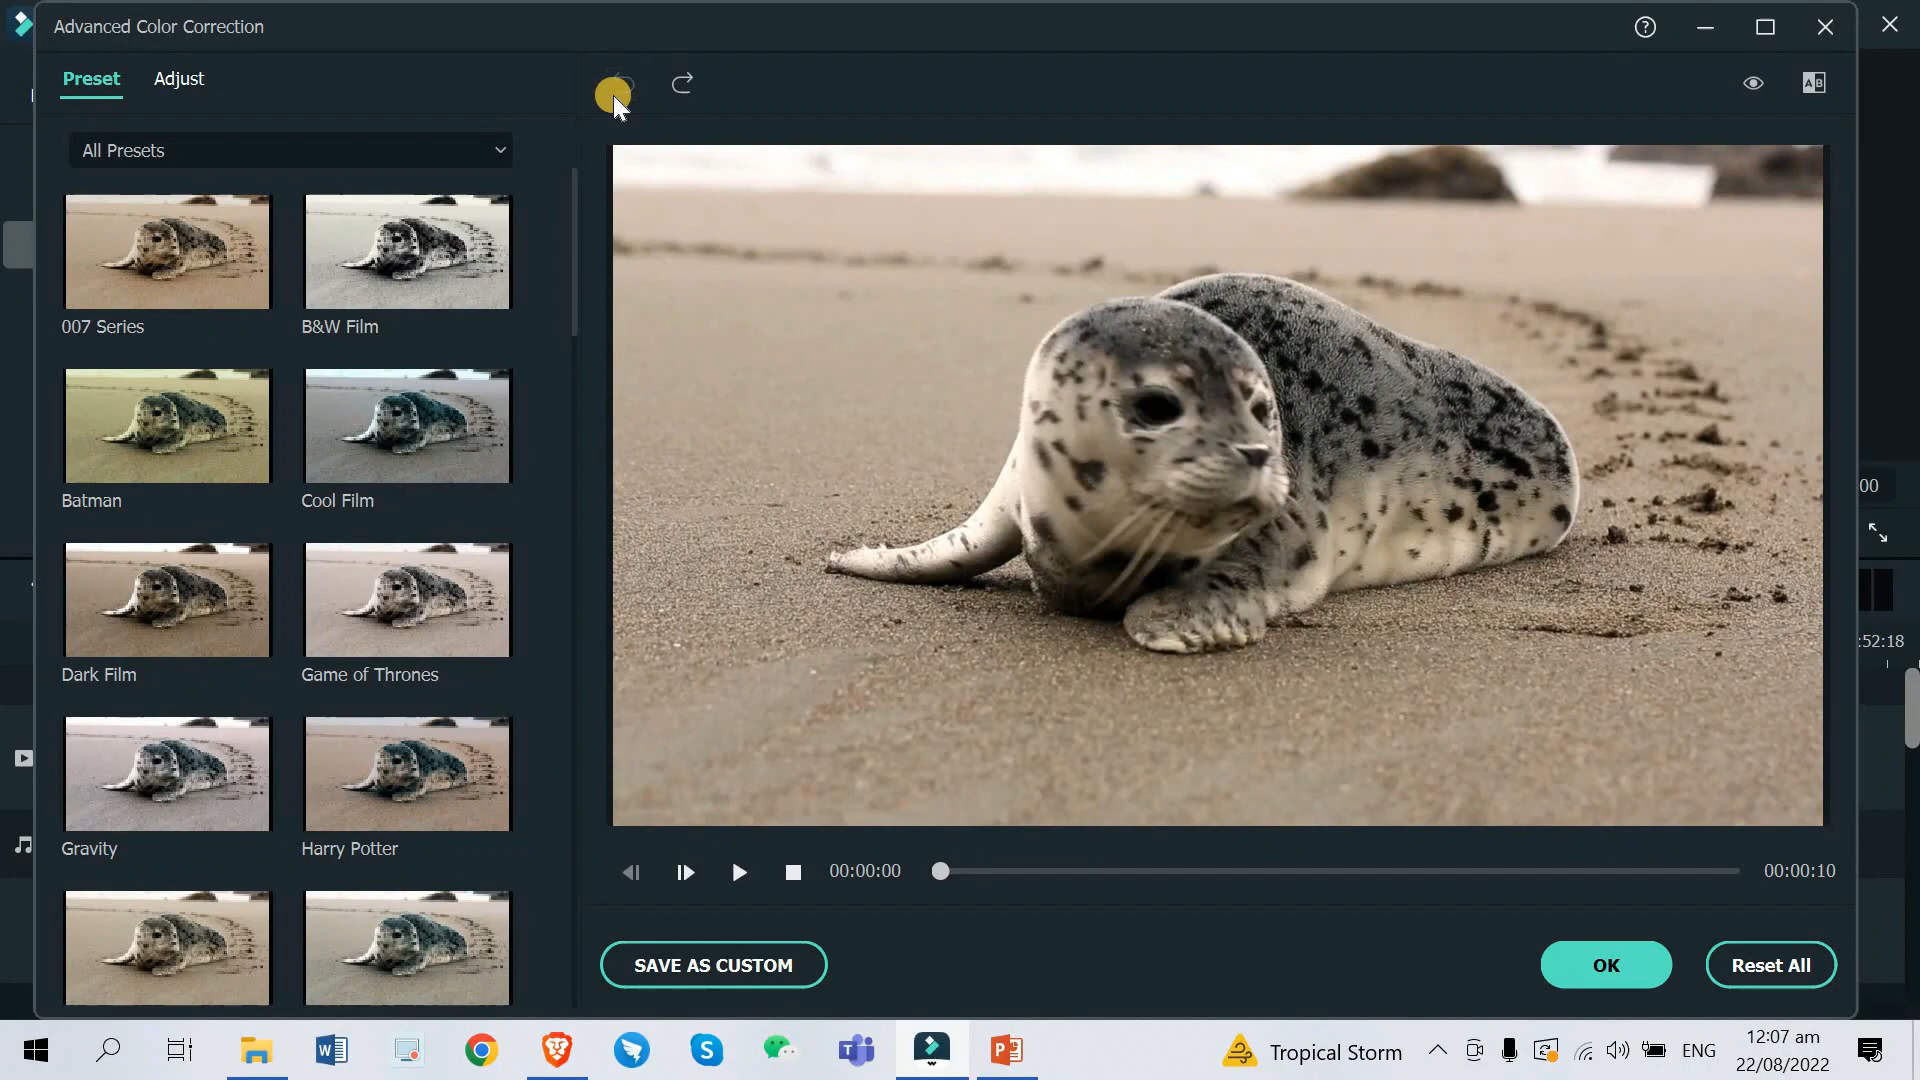 Advanced Color Correction
Preset Adjust
All Presets
007 Series B&W Film
Batman Cool Film
Dark Film Game of Thrones
Gravity Harry Potter
00:00:00 00:00:10
SAVE AS CUSTOM OK Reset All
00
:52:18
Tropical Storm ENG 12:07 am
22/08/2022